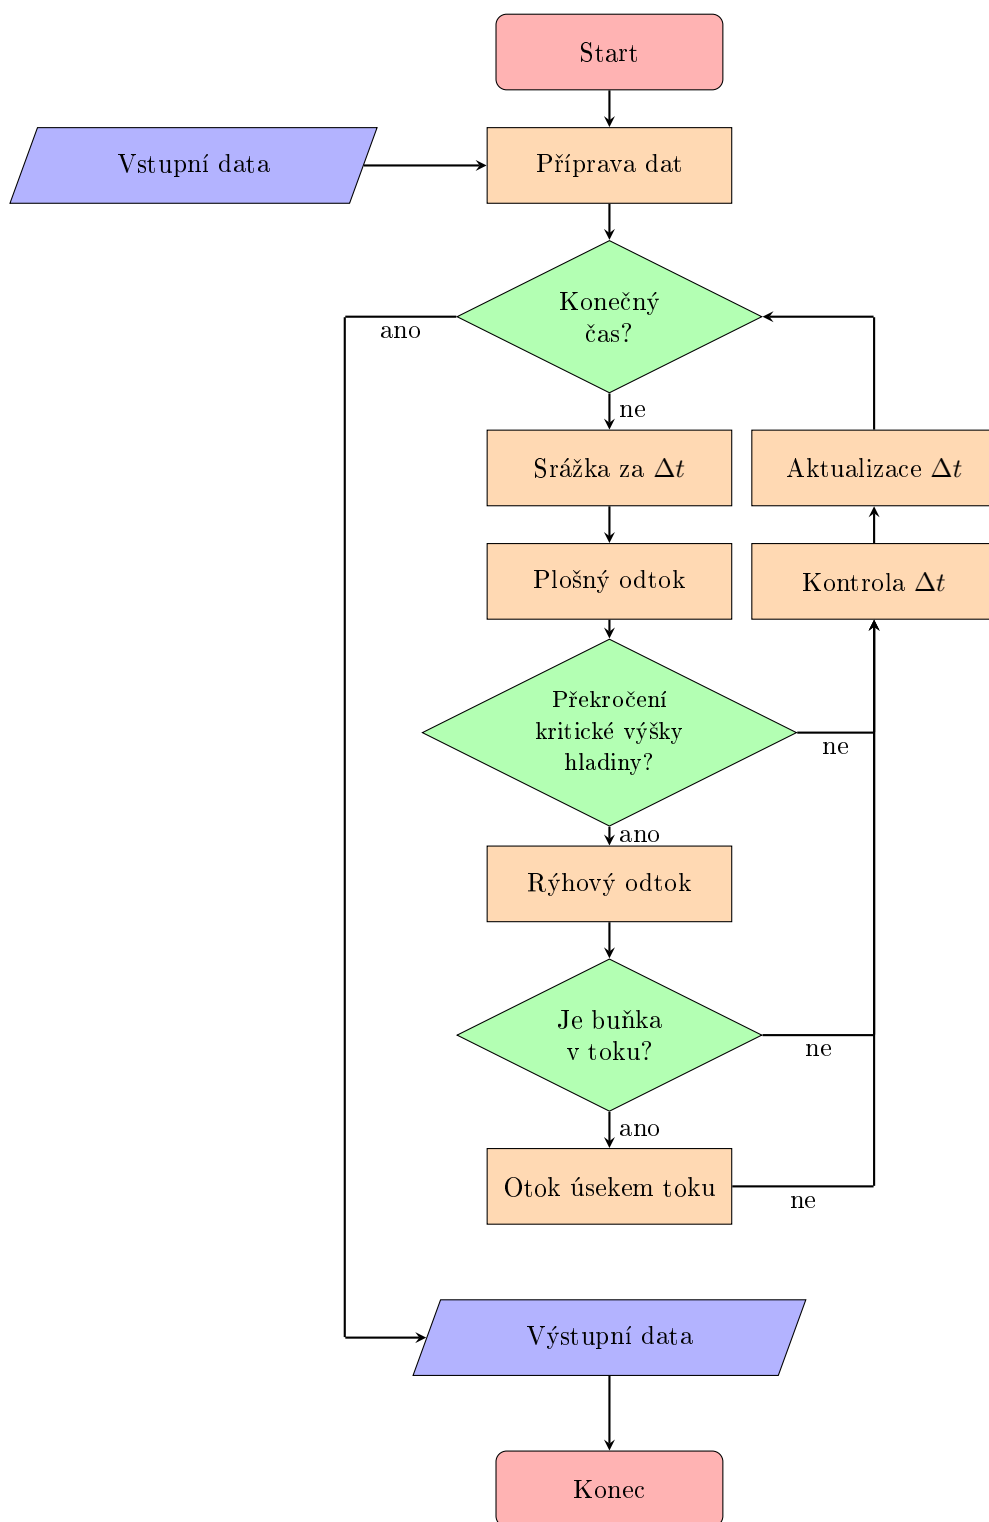 Start
Vstupní data
Příprava dat
Konečný
čas?
ano
ne
Srážka za Δt
Aktualizace Δt
Plošný odtok
Kontrola Δt
Překročení
kritické výšky
hladiny?
ne
ano
Rýhový odtok
Je buňka
v toku?
ne
ano
Otok úsekem toku
ne
Výstupní data
Konec